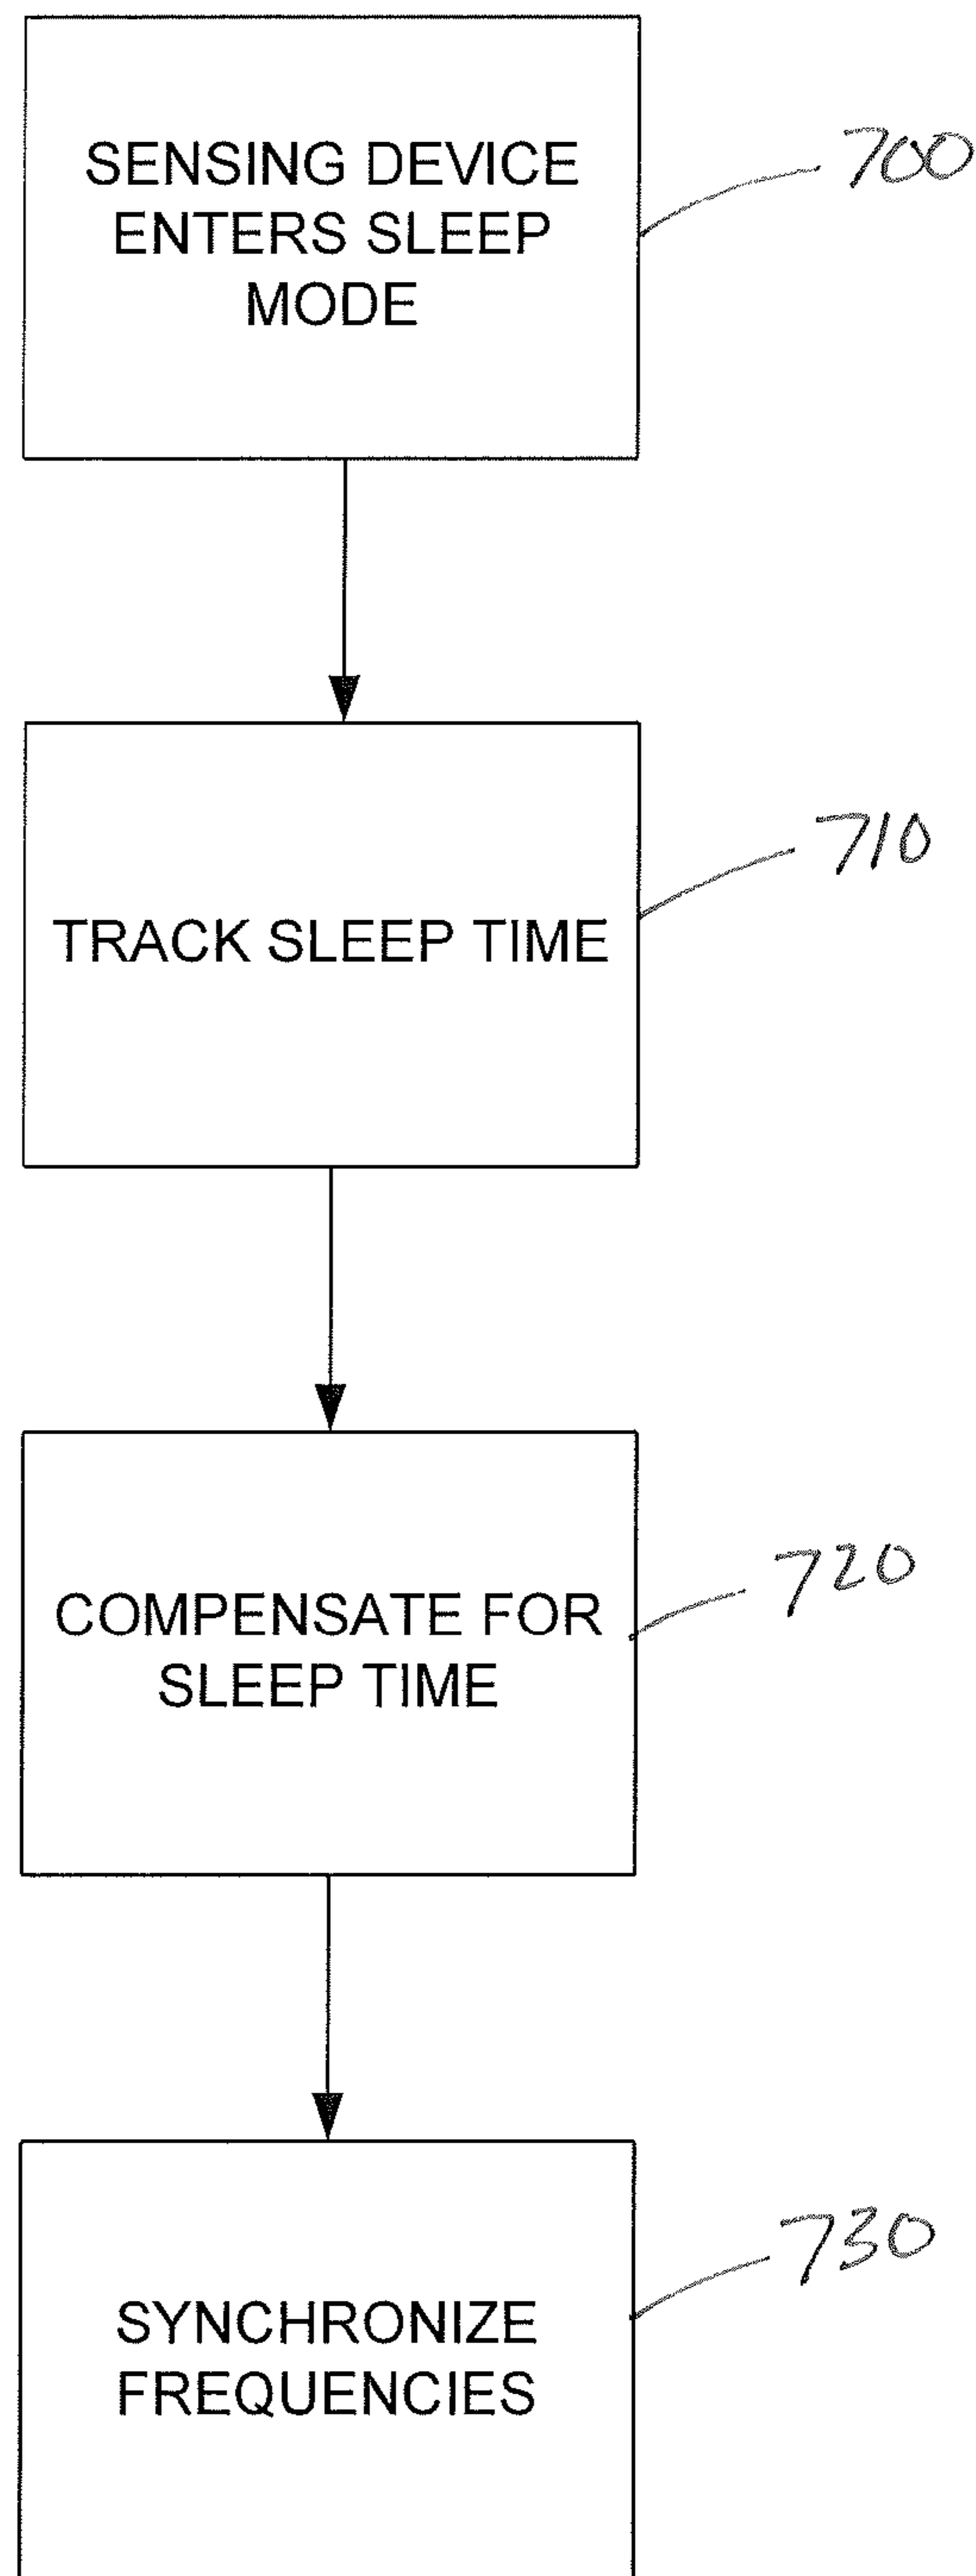 SENSING DEVICE
ENTERS SLEEP
MODE
700
TRACK SLEEP TIME
710
COMPENSATE FOR
SLEEP TIME
720
SYNCHRONIZE
FREQUENCIES
730